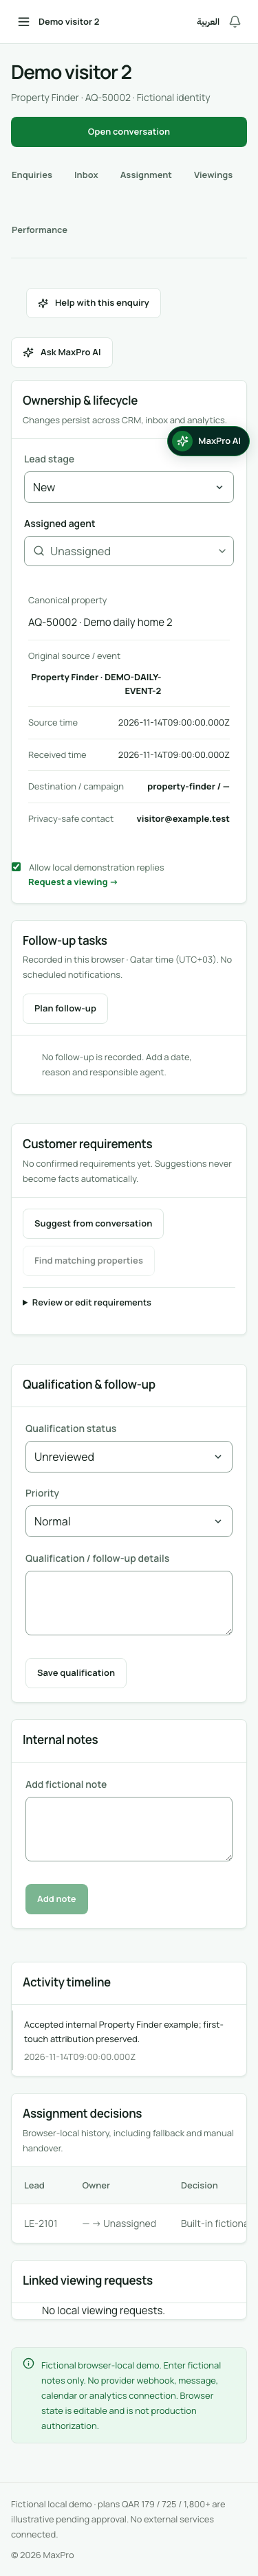 Demo visitor 2
العربية
Demo visitor 2
Property Finder · AQ-50002 · Fictional identity
Open conversation
Enquiries
Inbox
Assignment
Viewings
Performance
Help with this enquiry
Ask MaxPro AI
Ownership & lifecycle
Changes persist across CRM, inbox and analytics.
MaxPro AI
Lead stage
New
Assigned agent
Unassigned
Canonical property
AQ-50002 · Demo daily home 2
Original source / event
Property Finder · DEMO-DAILY-
EVENT-2
Source time 2026-11-14T09:00:00.000Z
Received time 2026-11-14T09:00:00.000Z
Destination / campaign property-finder / —
Privacy-safe contact visitor@example.test
Allow local demonstration replies
Request a viewing →
Follow-up tasks
Recorded in this browser · Qatar time (UTC+03). No
scheduled notifications.
Plan follow-up
No follow-up is recorded. Add a date,
reason and responsible agent.
Customer requirements
No confirmed requirements yet. Suggestions never
become facts automatically.
Suggest from conversation
Find matching properties
Review or edit requirements
Qualification & follow-up
Qualification status
Unreviewed
Priority
Normal
Qualification / follow-up details
Save qualification
Internal notes
Add fictional note
Add note
Activity timeline
Accepted internal Property Finder example; first-
touch attribution preserved.
2026-11-14T09:00:00.000Z
Assignment decisions
Browser-local history, including fallback and manual
handover.
Lead Owner Decision
LE-2101 — → Unassigned Built-in fictiona
Linked viewing requests
No local viewing requests.
Fictional browser-local demo. Enter fictional
notes only. No provider webhook, message,
calendar or analytics connection. Browser
state is editable and is not production
authorization.
Fictional local demo · plans QAR 179 / 725 / 1,800+ are
illustrative pending approval. No external services
connected.
© 2026 MaxPro